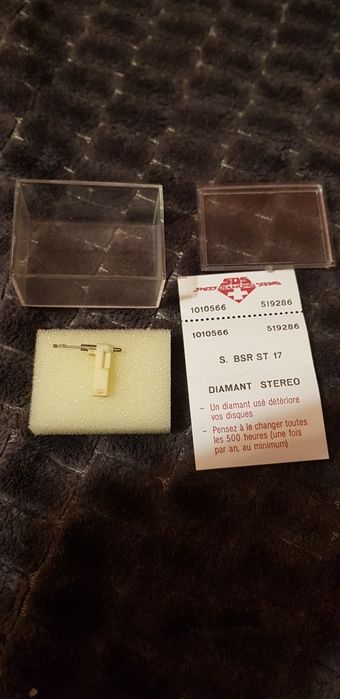 1010566 519286
1010566 519286
S. BSR ST 17
DIAMANT STEREO
– Un diamant usé détériore
vos disques
– Pensez à le changer toutes
les 500 heures (une fois
par an, au minimum)